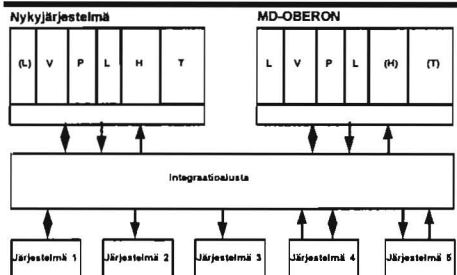 Nykyjärjestelmä MD-OBERON
(L) V P L H T L V P L (H) (T)
Integraatioalusta
Järjestelmä 1 Järjestelmä 2 Järjestelmä 3 Järjestelmä 4 Järjestelmä 5